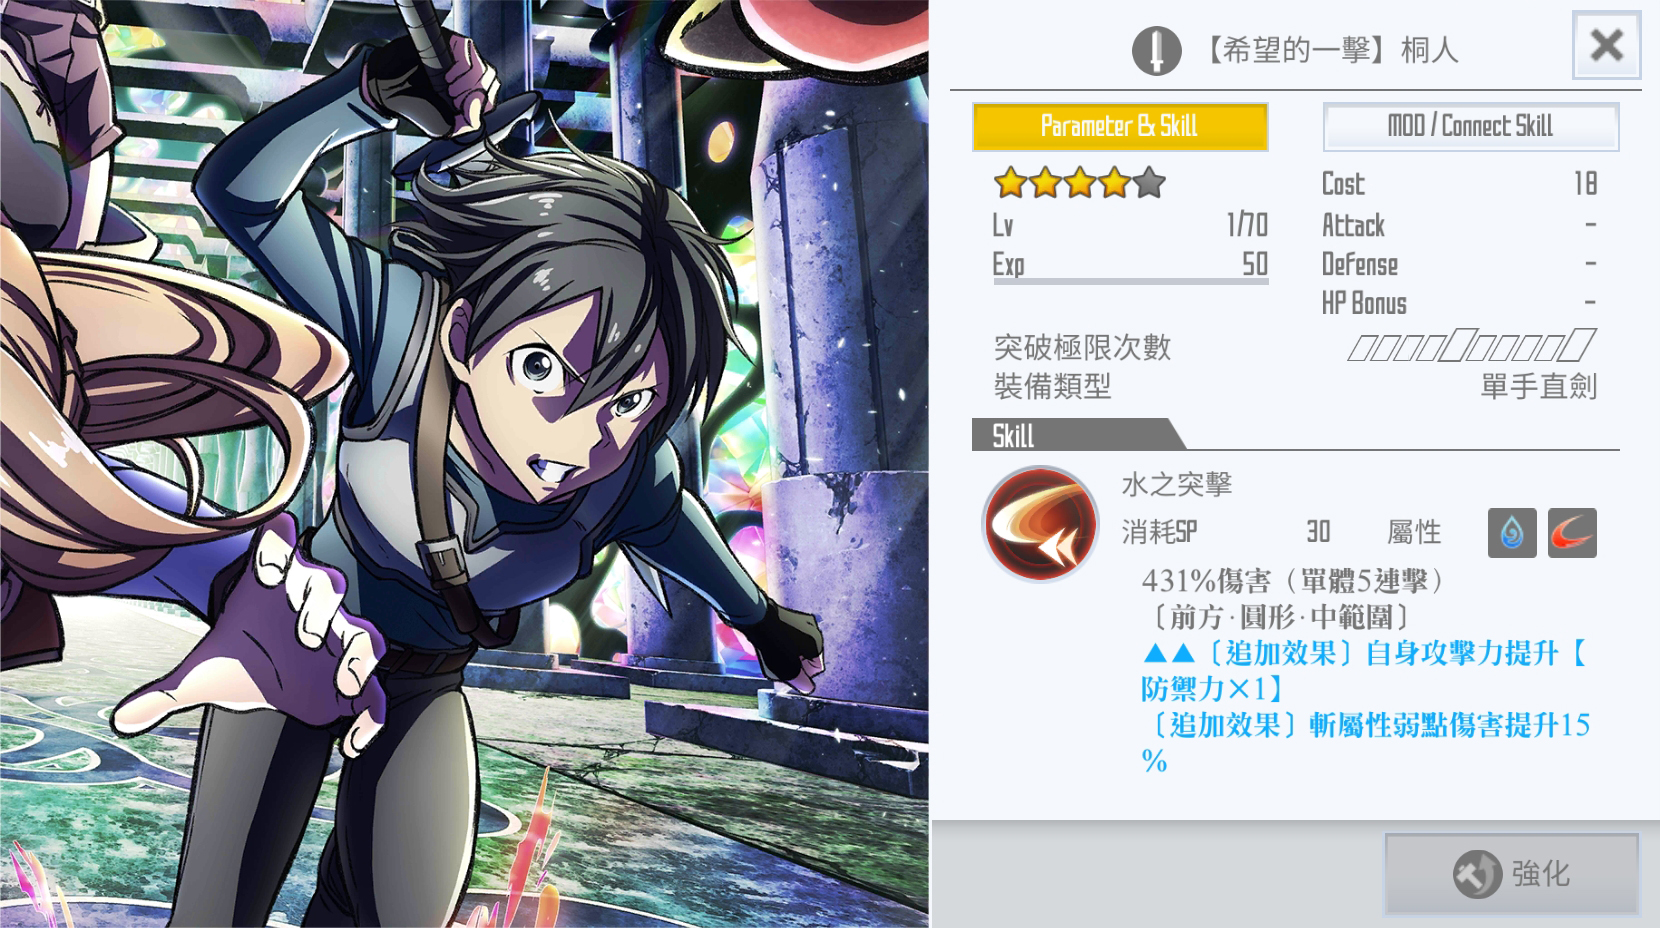 【希望的一擊】桐人
Parameter & Skill
MOD / Connect Skill
Lv 1/70
Exp 50
Cost 18
Attack -
Defense -
HP Bonus -
突破極限次數
裝備類型 單手直劍
Skill
水之突擊
消耗SP 30 屬性
431%傷害（單體5連擊）
〔前方·圓形·中範圍〕
▲▲〔追加效果〕自身攻擊力提升【
防禦力×1】
〔追加效果〕斬屬性弱點傷害提升15
%
強化